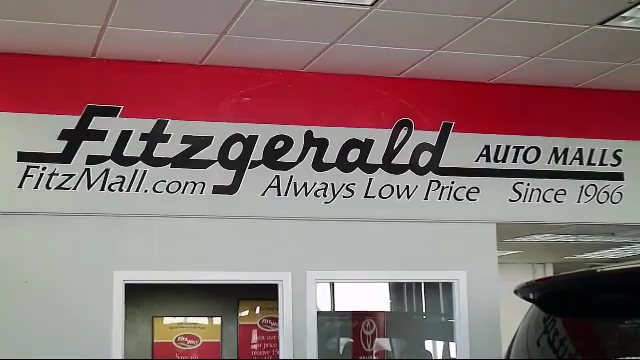 Fitzgerald AUTO MALLS
FitzMall.com Always Low Price Since 1966